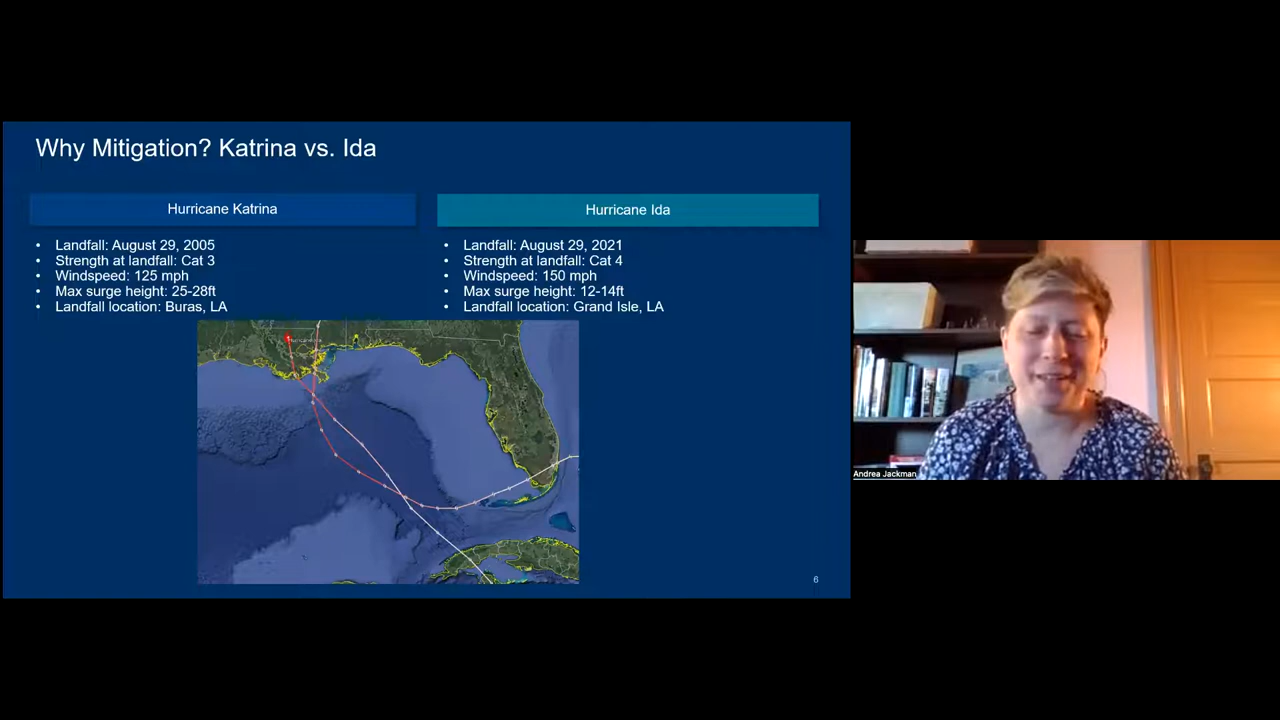 Why Mitigation? Katrina vs. Ida
Hurricane Katrina
• Landfall: August 29, 2005
• Strength at landfall: Cat 3
• Windspeed: 125 mph
• Max surge height: 25-28ft
• Landfall location: Buras, LA
Hurricane Ida
• Landfall: August 29, 2021
• Strength at landfall: Cat 4
• Windspeed: 150 mph
• Max surge height: 12-14ft
• Landfall location: Grand Isle, LA
6
Andrea Jackman